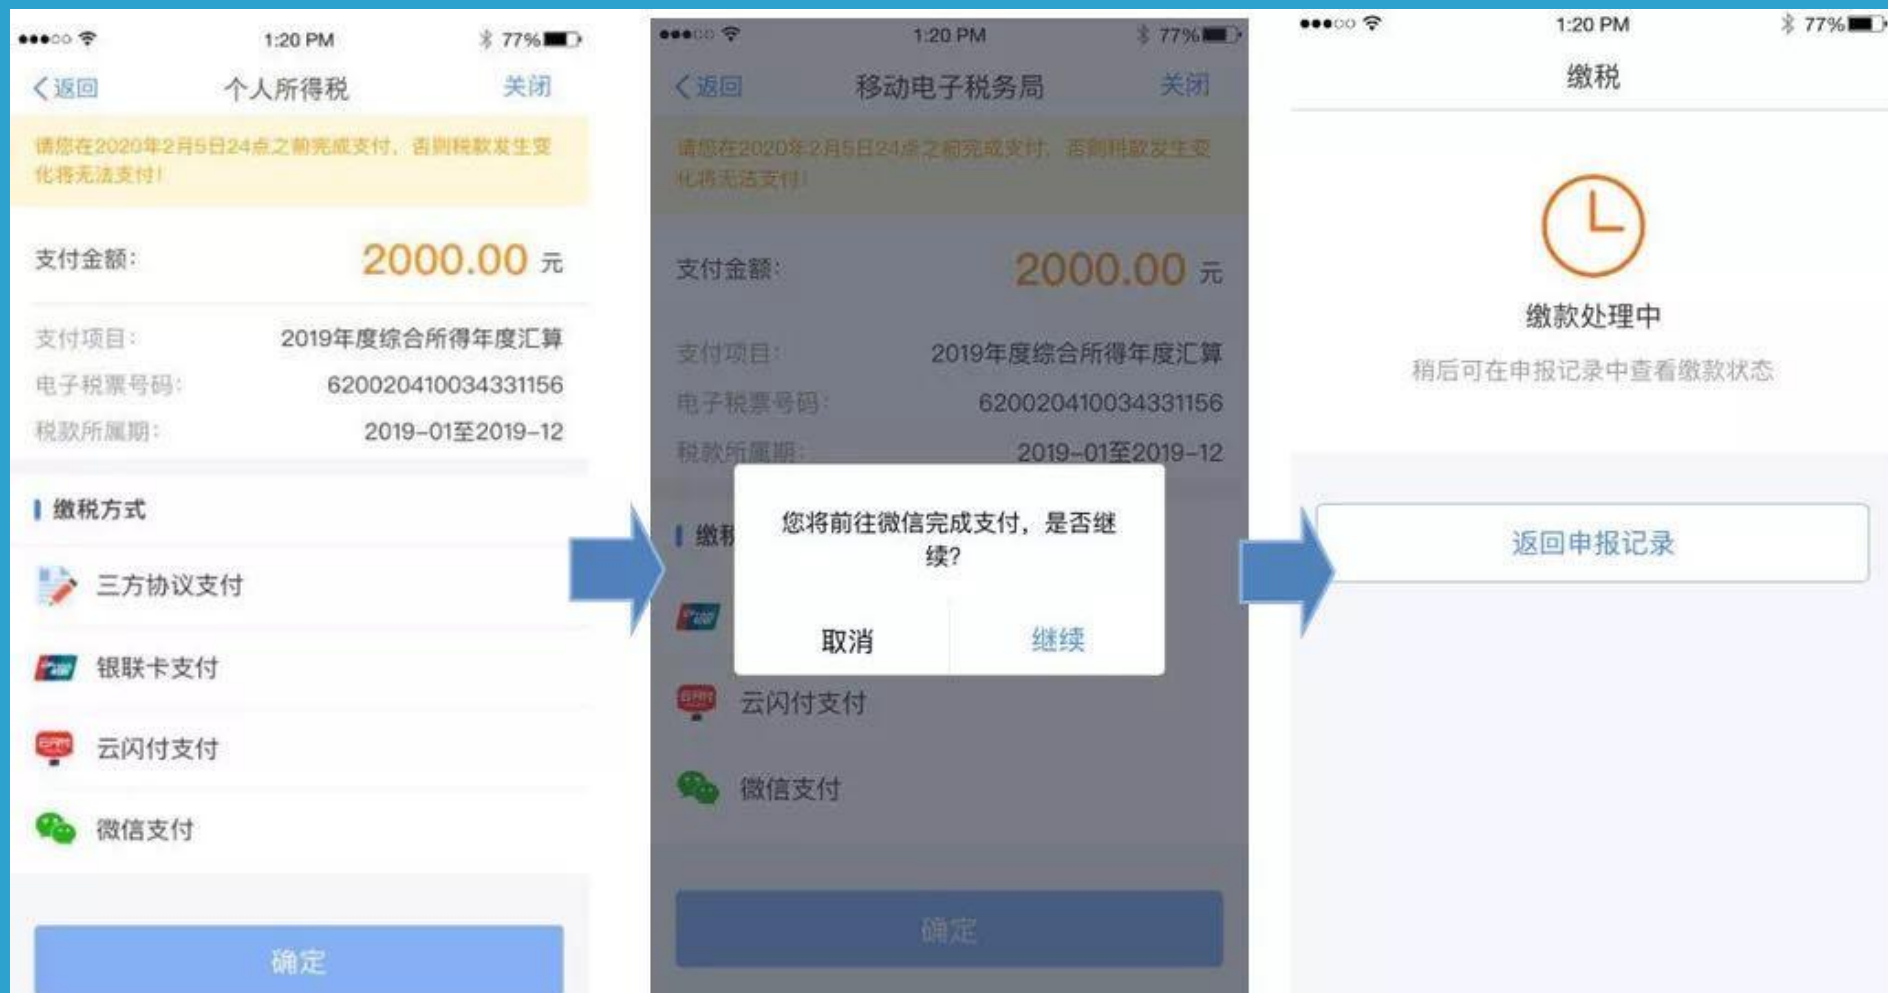 1:20 PM
77%
返回
个人所得税
关闭
请您在2020年2月5日24点之前完成支付，否则税款发生变
化将无法支付！
支付金额：
2000.00 元
支付项目：
2019年度综合所得年度汇算
电子税票号码：
620020410034331156
税款所属期：
2019-01至2019-12
缴税方式
三方协议支付
银联卡支付
云闪付支付
微信支付
确定
1:20 PM
77%
返回
移动电子税务局
关闭
请您在2020年2月5日24点之前完成支付，否则税款发生变
化将无法支付！
支付金额：
2000.00 元
支付项目：
2019年度综合所得年度汇算
电子税票号码：
620020410034331156
税款所属期：
2019-01至2019-12
缴税
您将前往微信完成支付，是否继
续？
取消
继续
云闪付支付
微信支付
确定
1:20 PM
77%
缴税
缴款处理中
稍后可在申报记录中查看缴款状态
返回申报记录